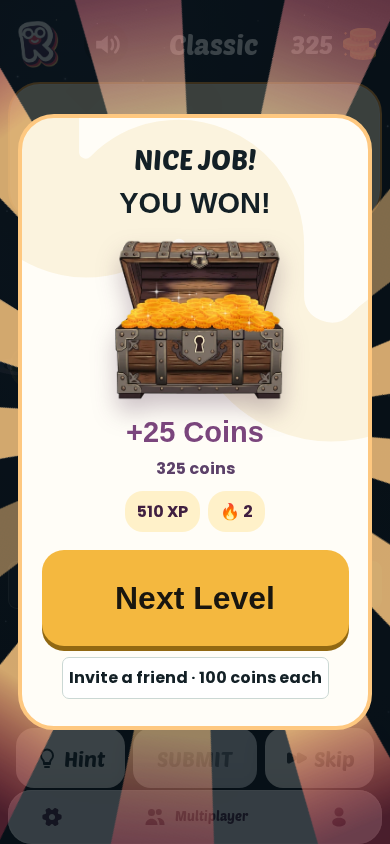 Classic
325
NICE JOB!
YOU WON!
+25 Coins
325 coins
510 XP
🔥 2
Next Level
Invite a friend · 100 coins each
Hint
SUBMIT
Skip
Multiplayer